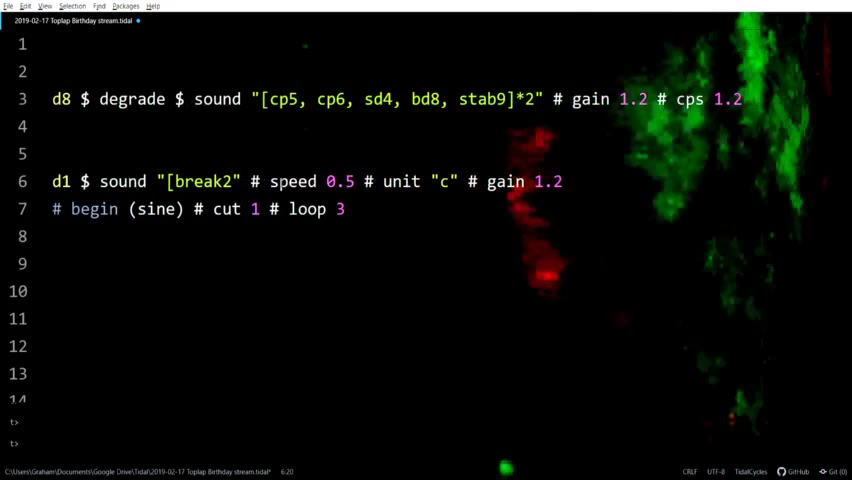 File Edit View Selection Find Packages Help
2019-02-17 Toplap Birthday stream.tidal
1
2
3 d8 $ degrade $ sound "[cp5, cp6, sd4, bd8, stab9]*2" # gain 1.2 # cps 1.2
4
5
6 d1 $ sound "[break2" # speed 0.5 # unit "c" # gain 1.2
7 # begin (sine) # cut 1 # loop 3
8
9
10
11
12
13
14
t>
t>
C:\Users\Graham\Documents\Google Drive\Tidal\2019-02-17 Toplap Birthday stream.tidal* 6:20 CRLF UTF-8 TidalCycles GitHub Git (0)